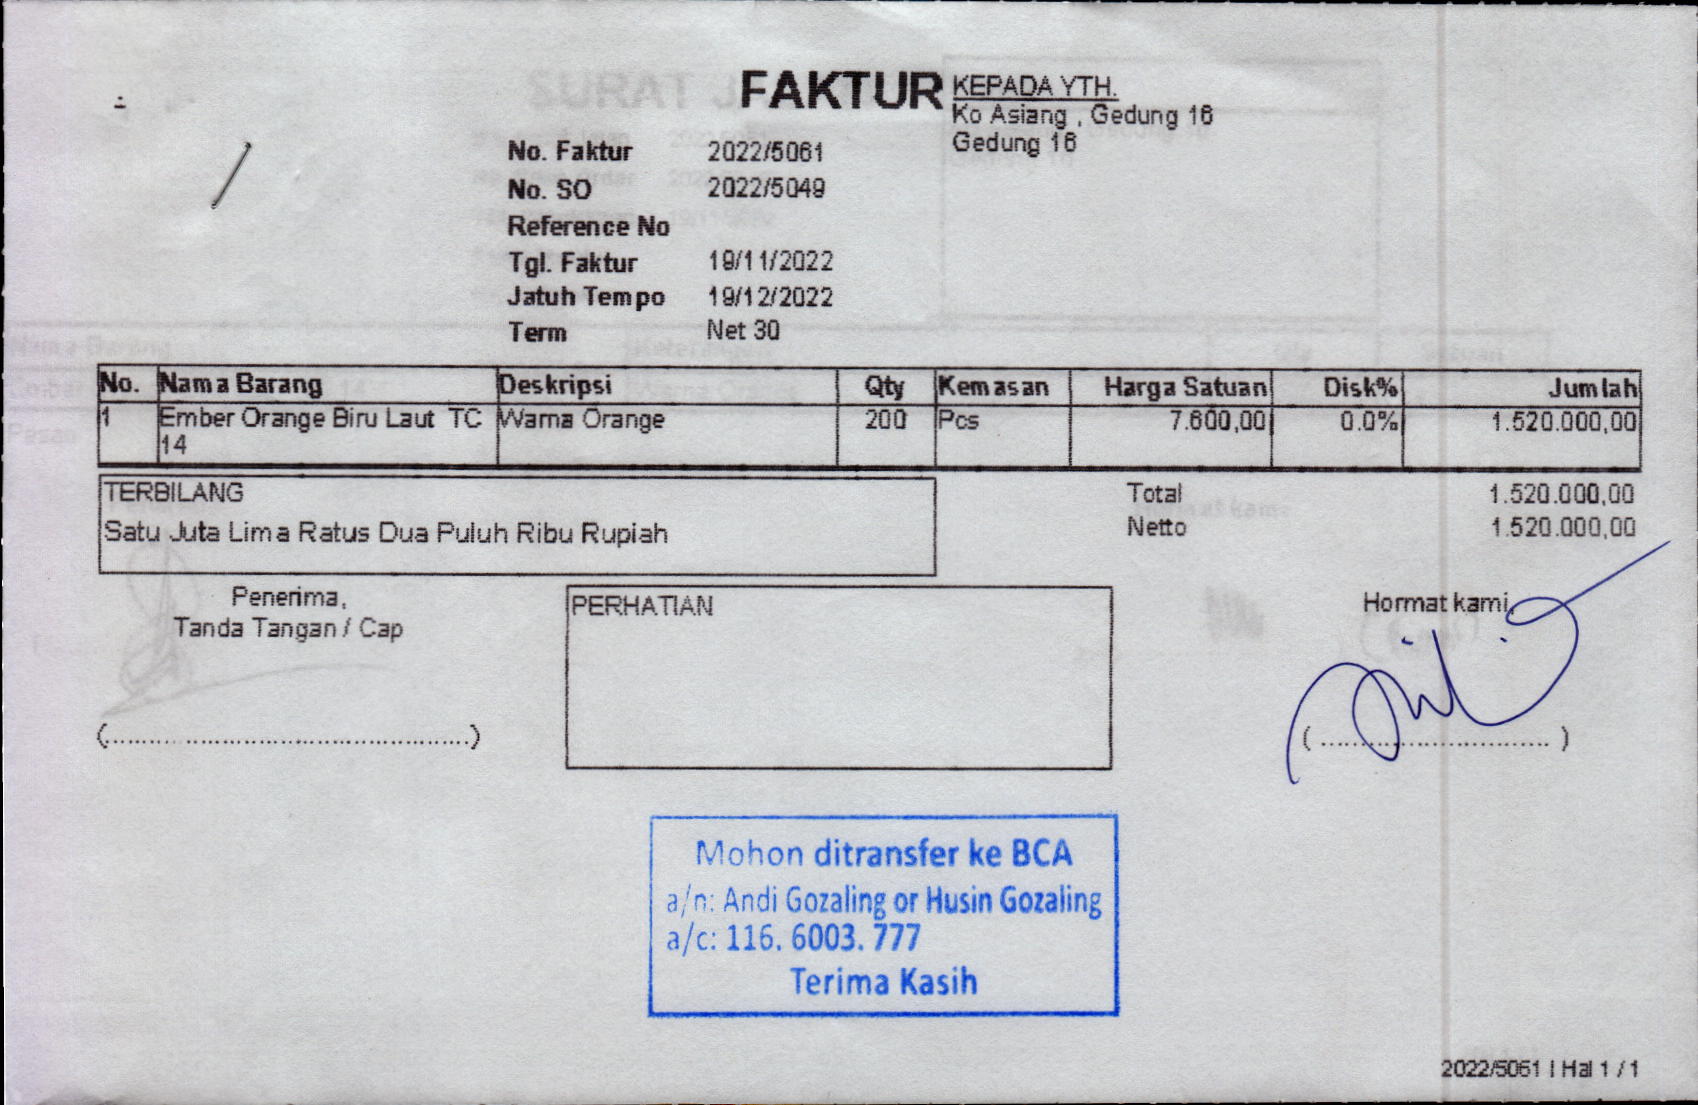 FAKTUR
KEPADA YTH.
Ko Asiang , Gedung 16
Gedung 16
No. Faktur 2022/5061
No. SO 2022/5049
Reference No
Tgl. Faktur 19/11/2022
Jatuh Tempo 19/12/2022
Term Net 30
No. Nama Barang Deskripsi Qty Kemasan Harga Satuan Disk% Jumlah
1 Ember Orange Biru Laut TC Warna Orange 200 Pcs 7.600,00 0.0% 1.520.000,00
14
TERBILANG
Satu Juta Lima Ratus Dua Puluh Ribu Rupiah
Total 1.520.000,00
Netto 1.520.000,00
Penerima,
Tanda Tangan / Cap
(..............................................)
PERHATIAN
Hormat kami,
( ............................. )
Mohon ditransfer ke BCA
a/n: Andi Gozaling or Husin Gozaling
a/c: 116. 6003. 777
Terima Kasih
2022/5061 | Hal 1 / 1